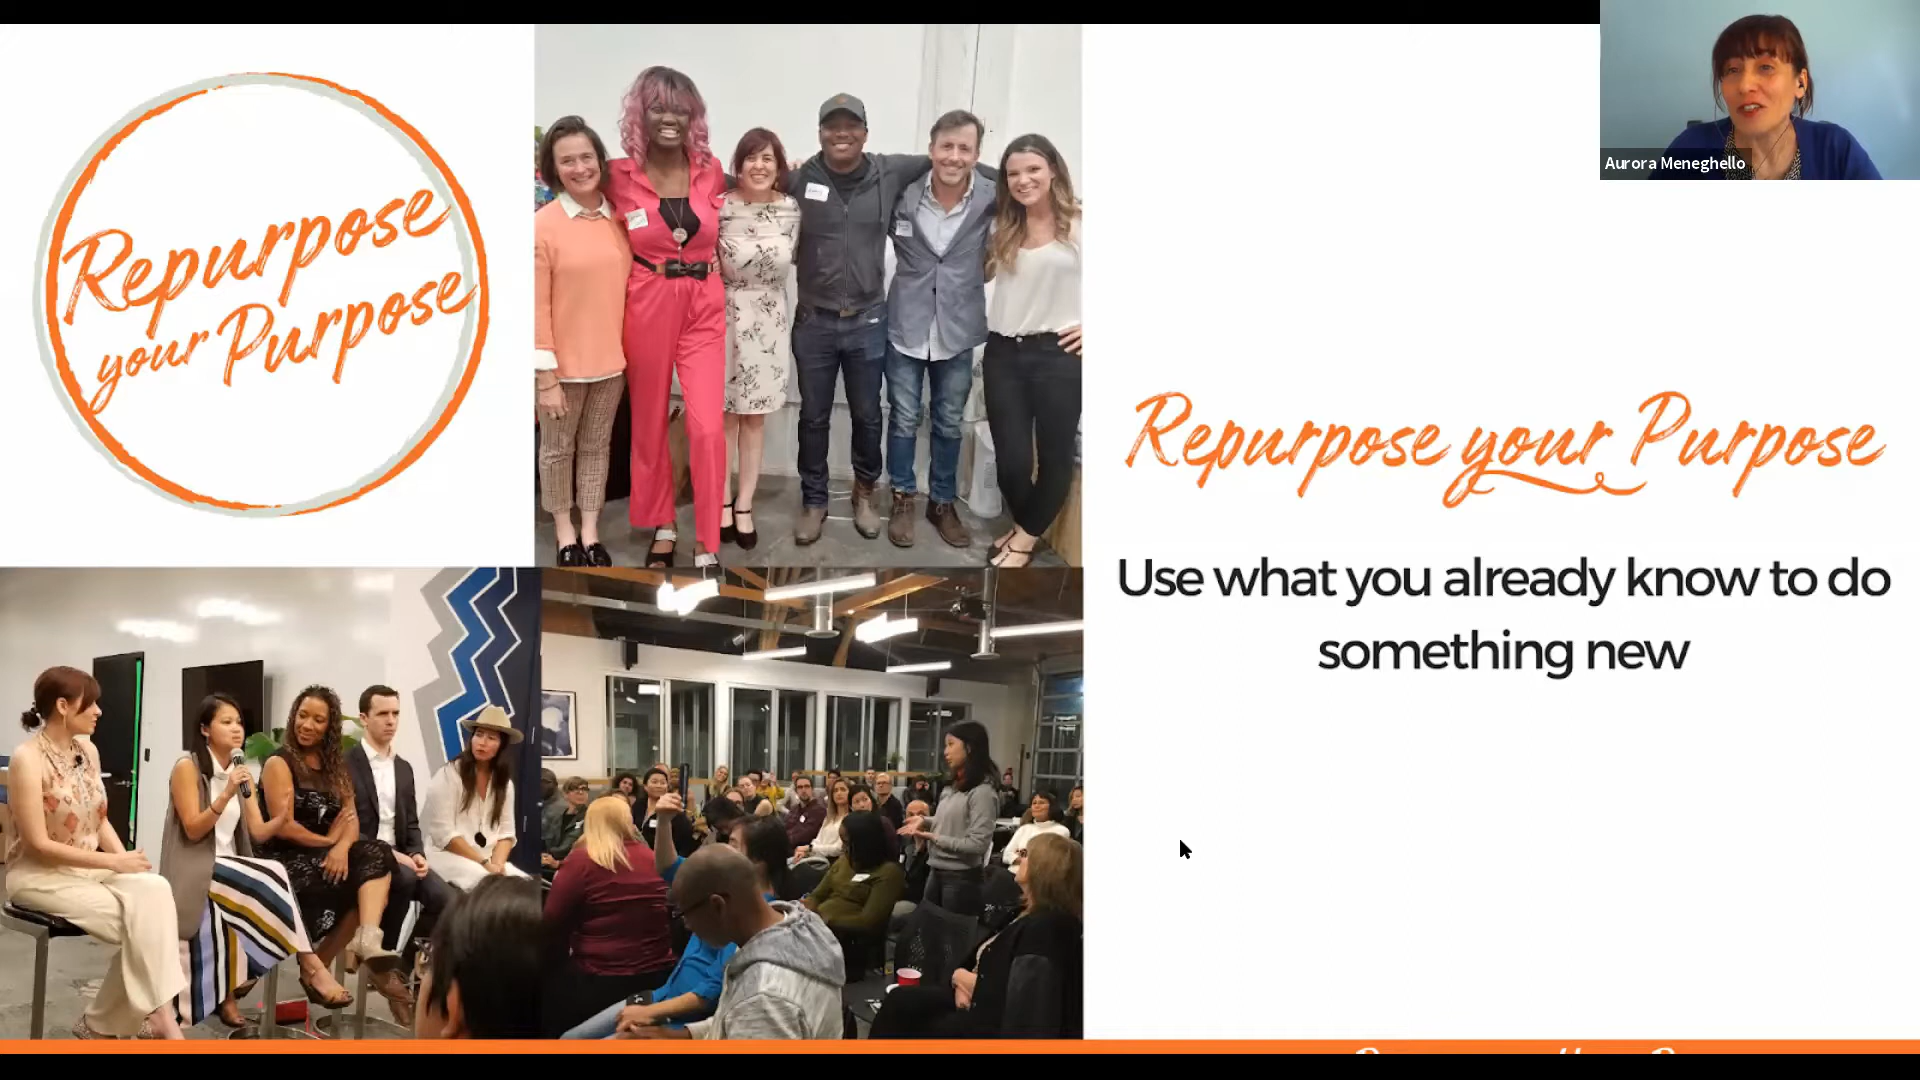 Repurpose
your Purpose
Aurora Meneghello
Repurpose your Purpose
Use what you already know to do
something new